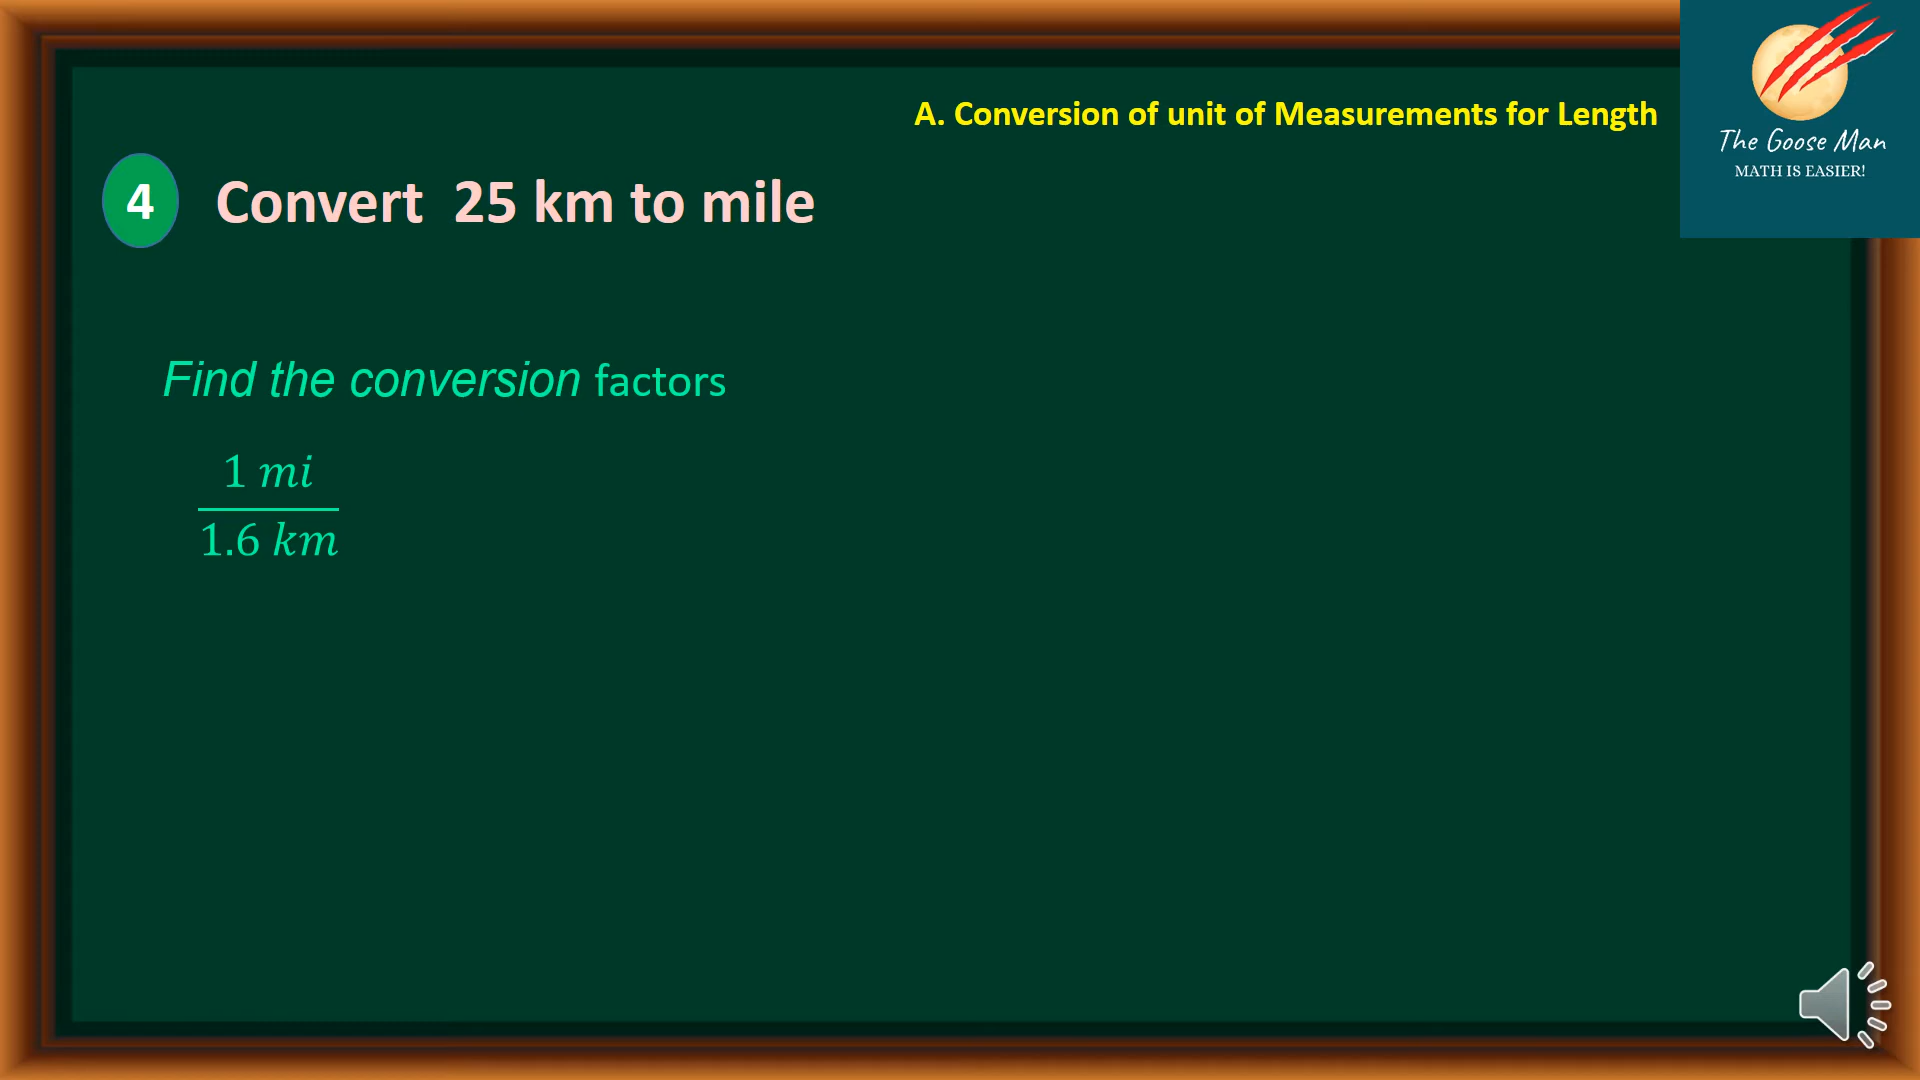 A. Conversion of unit of Measurements for Length
The Goose Man
MATH IS EASIER!
4 Convert 25 km to mile
Find the conversion factors
1 mi
1.6 km